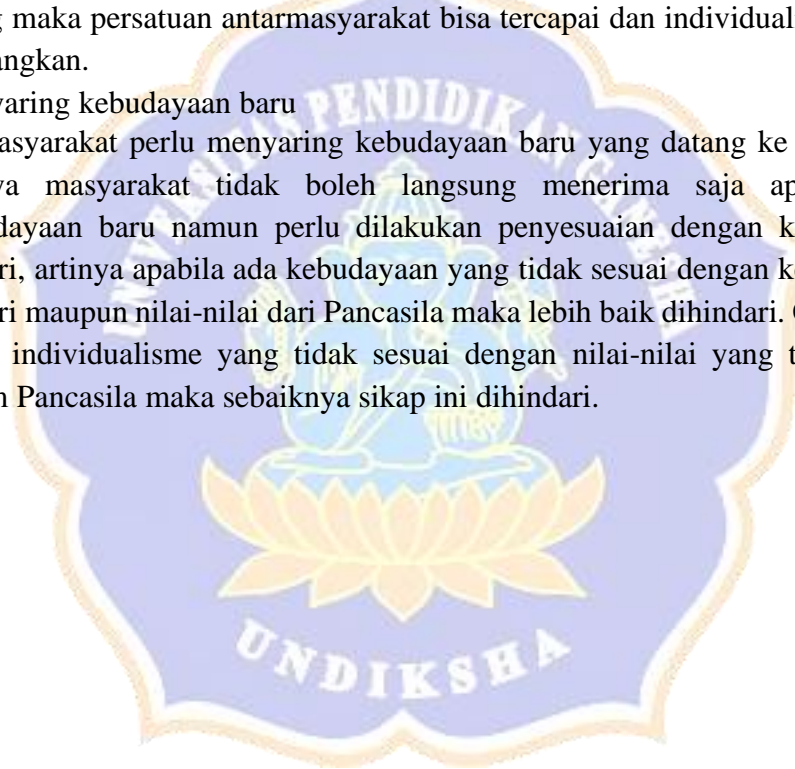 maka persatuan antarmasyarakat bisa tercapai dan
angkan.
yaring kebudayaan baru
asyarakat perlu menyaring kebudayaan baru yang datang ke
masyarakat tidak boleh langsung menerima saja
dayaan baru namun perlu dilakukan penyesuaian dengan
ri, artinya apabila ada kebudayaan yang tidak sesuai dengan
ri maupun nilai-nilai dari Pancasila maka lebih baik dihindari.
individualisme yang tidak sesuai dengan nilai-nilai yang
Pancasila maka sebaiknya sikap ini dihindari.
UNIVERSITAS PENDIDIKAN GANESHA
UNDIKSHA